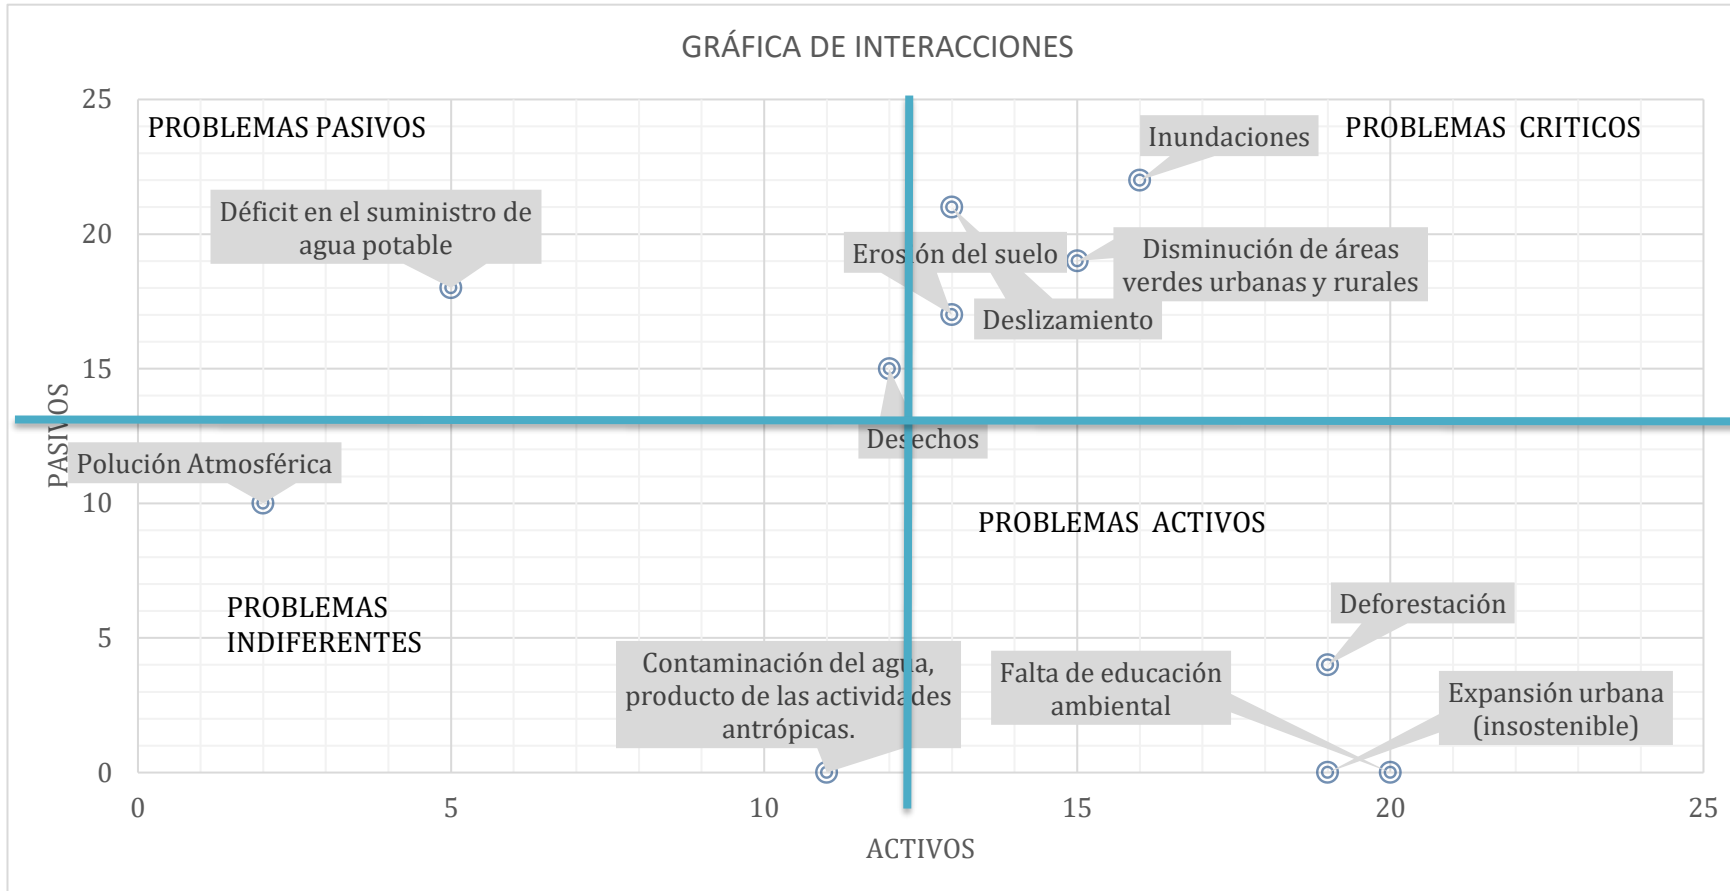 GRÁFICA DE INTERACCIONES
25
PROBLEMAS PASIVOS
Inundaciones
PROBLEMAS CRITICOS
Déficit en el suministro de
agua potable
20
Erosión del suelo
Disminución de áreas
verdes urbanas y rurales
Deslizamiento
15
PASIVOS
Desechos
Polución Atmosférica
10
PROBLEMAS ACTIVOS
PROBLEMAS
INDIFERENTES
Deforestación
5
Contaminación del agua,
producto de las actividades
antrópicas.
Falta de educación
ambiental
Expansión urbana
(insostenible)
0
0
5
10
15
20
25
ACTIVOS